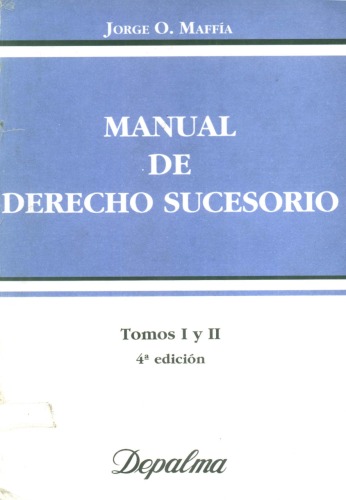 JORGE O. MAFFÍA
MANUAL
DE
DERECHO SUCESORIO
Tomos I y II
4ª edición
Depalma